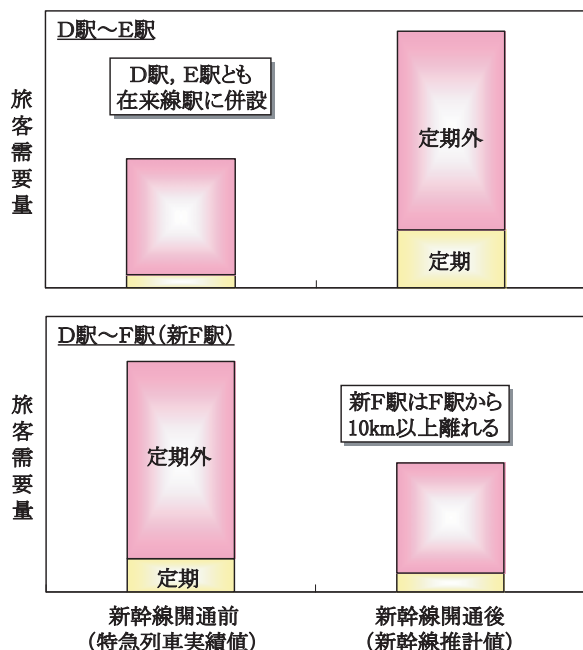 D駅～E駅
D駅，E駅とも
在来線駅に併設
旅客需要量
定期外
定期
D駅～F駅(新F駅)
新F駅はF駅から
10km以上離れる
旅客需要量
定期外
定期
新幹線開通前
(特急列車実績値)
新幹線開通後
(新幹線推計値)